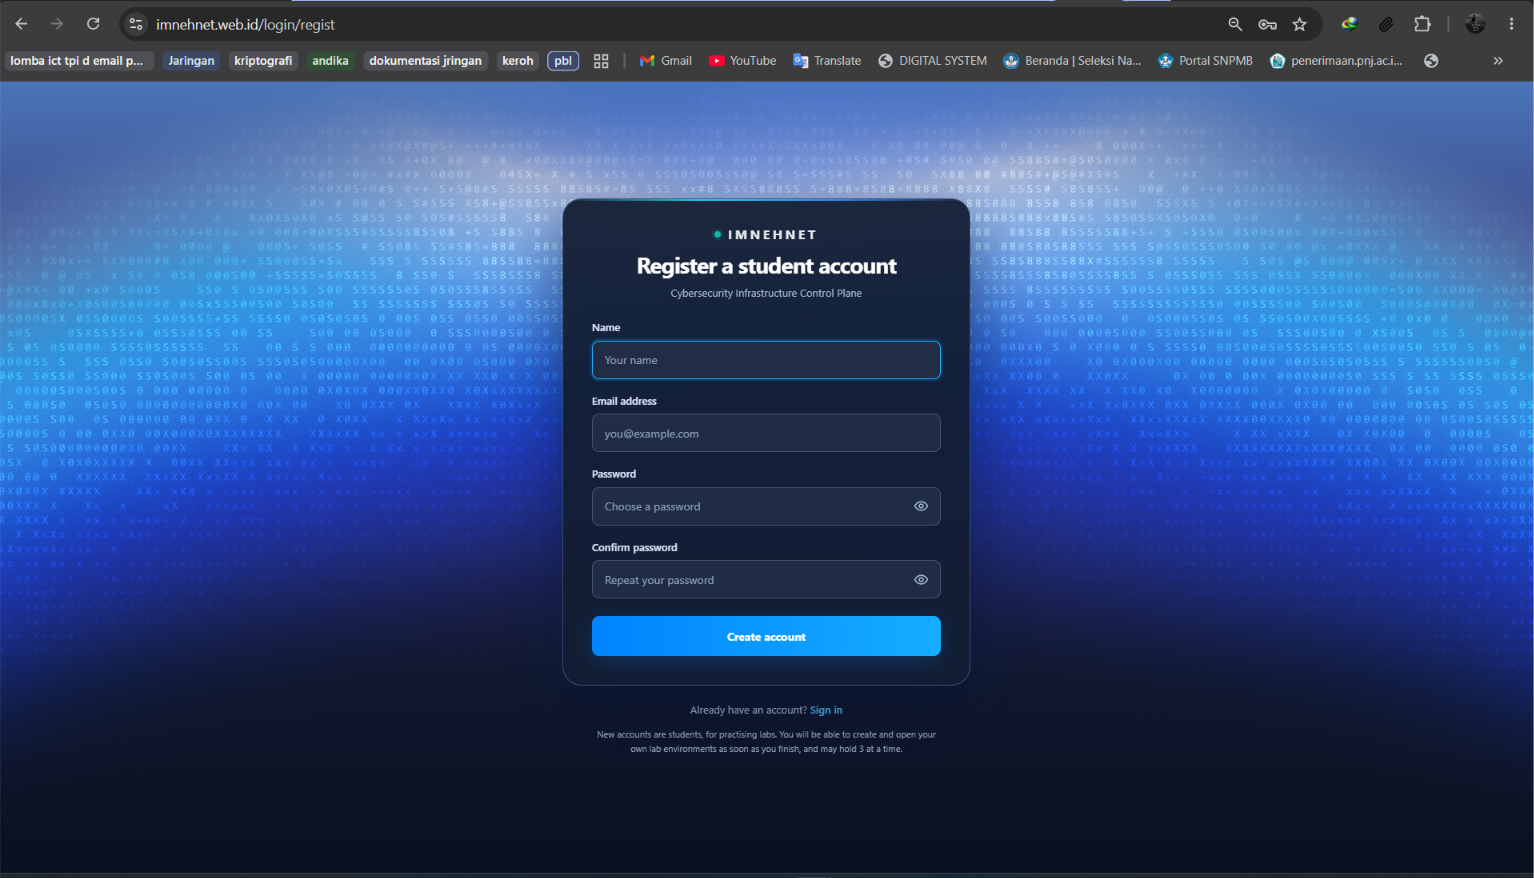 imnehnet.web.id/login/regist
lomba ict tpi d email p...
Jaringan
kriptografi
andika
dokumentasi jringan
keroh
pbl
Gmail
YouTube
Translate
DIGITAL SYSTEM
Beranda | Seleksi Na...
Portal SNPMB
penerimaan.pnj.ac.i...
IMNEHNET
Register a student account
Cybersecurity Infrastructure Control Plane
Name
Your name
Email address
you@example.com
Password
Choose a password
Confirm password
Repeat your password
Create account
Already have an account? Sign in
New accounts are students, for practising labs. You will be able to create and open your
own lab environments as soon as you finish, and may hold 3 at a time.